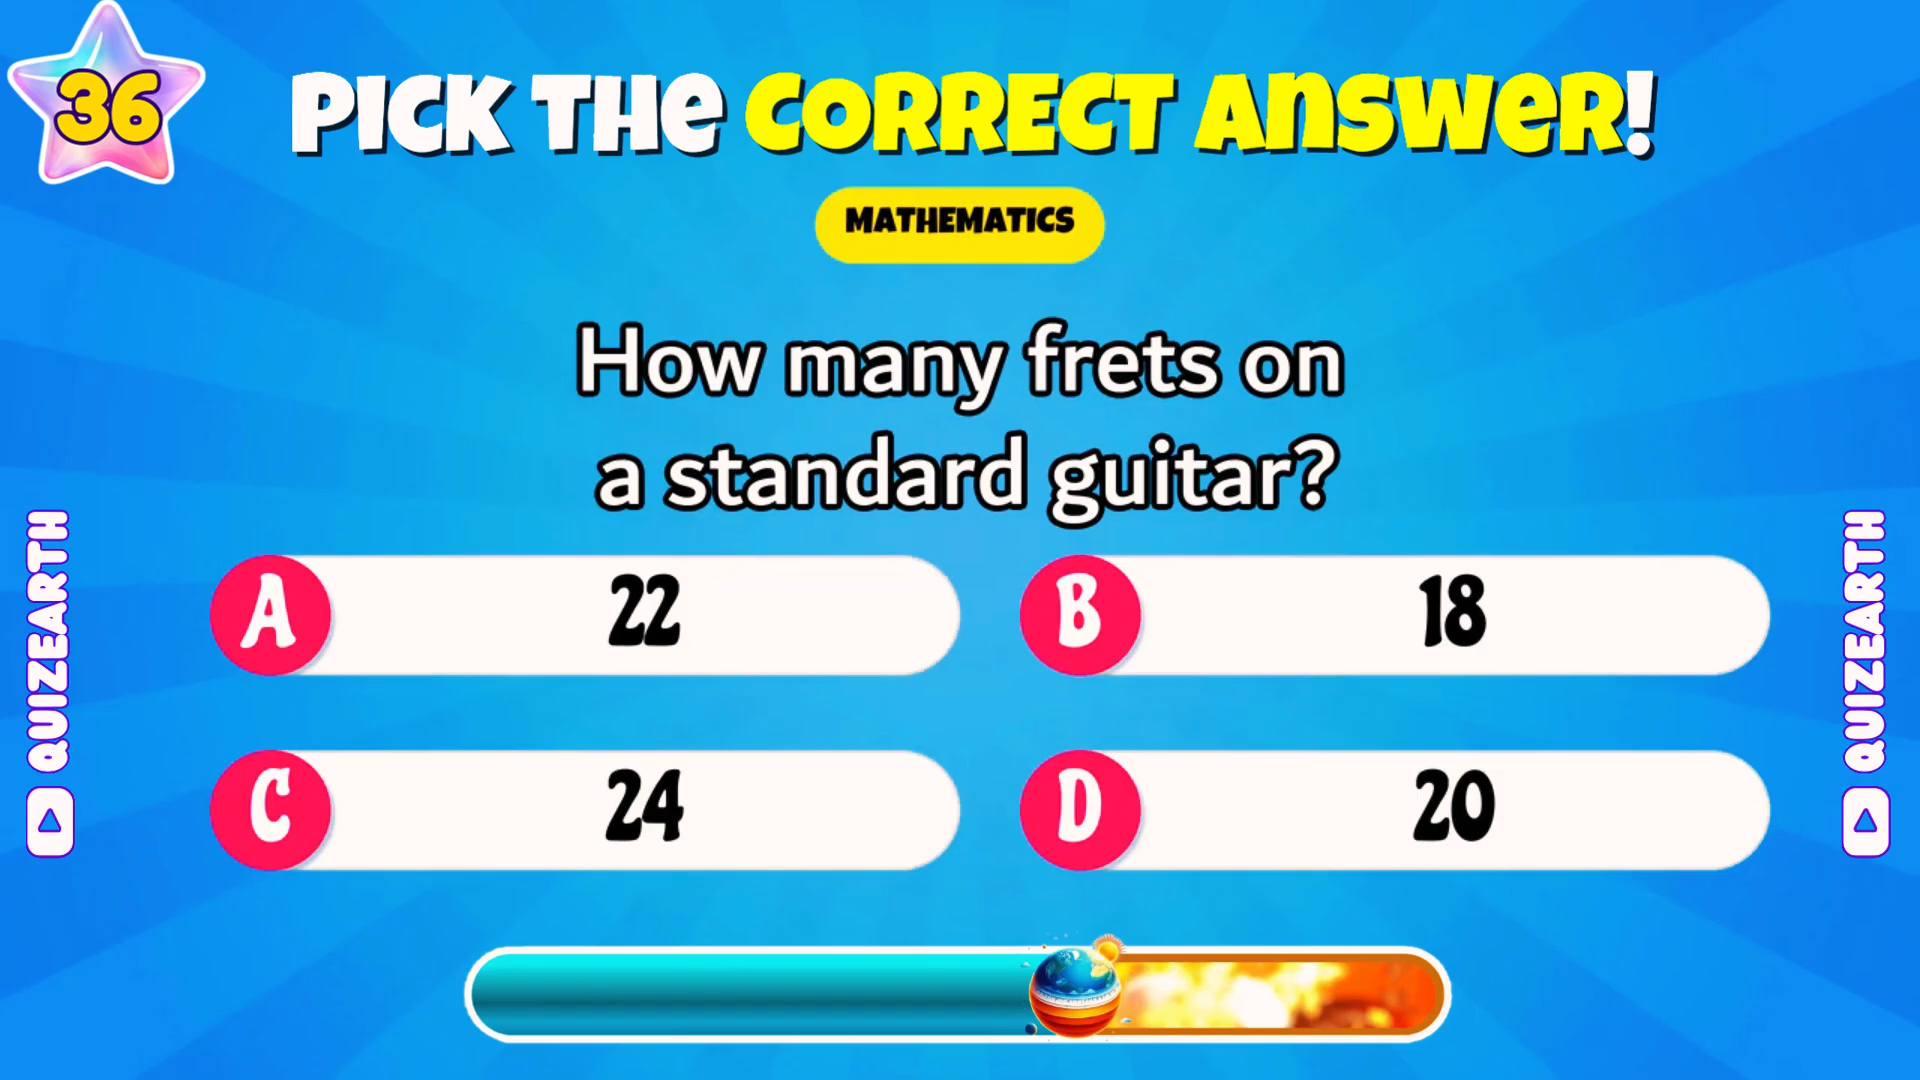 36
PICK THE CORRECT ANSWER!
MATHEMATICS
How many frets on
a standard guitar?
A 22
B 18
C 24
D 20
QUIZEARTH
QUIZEARTH